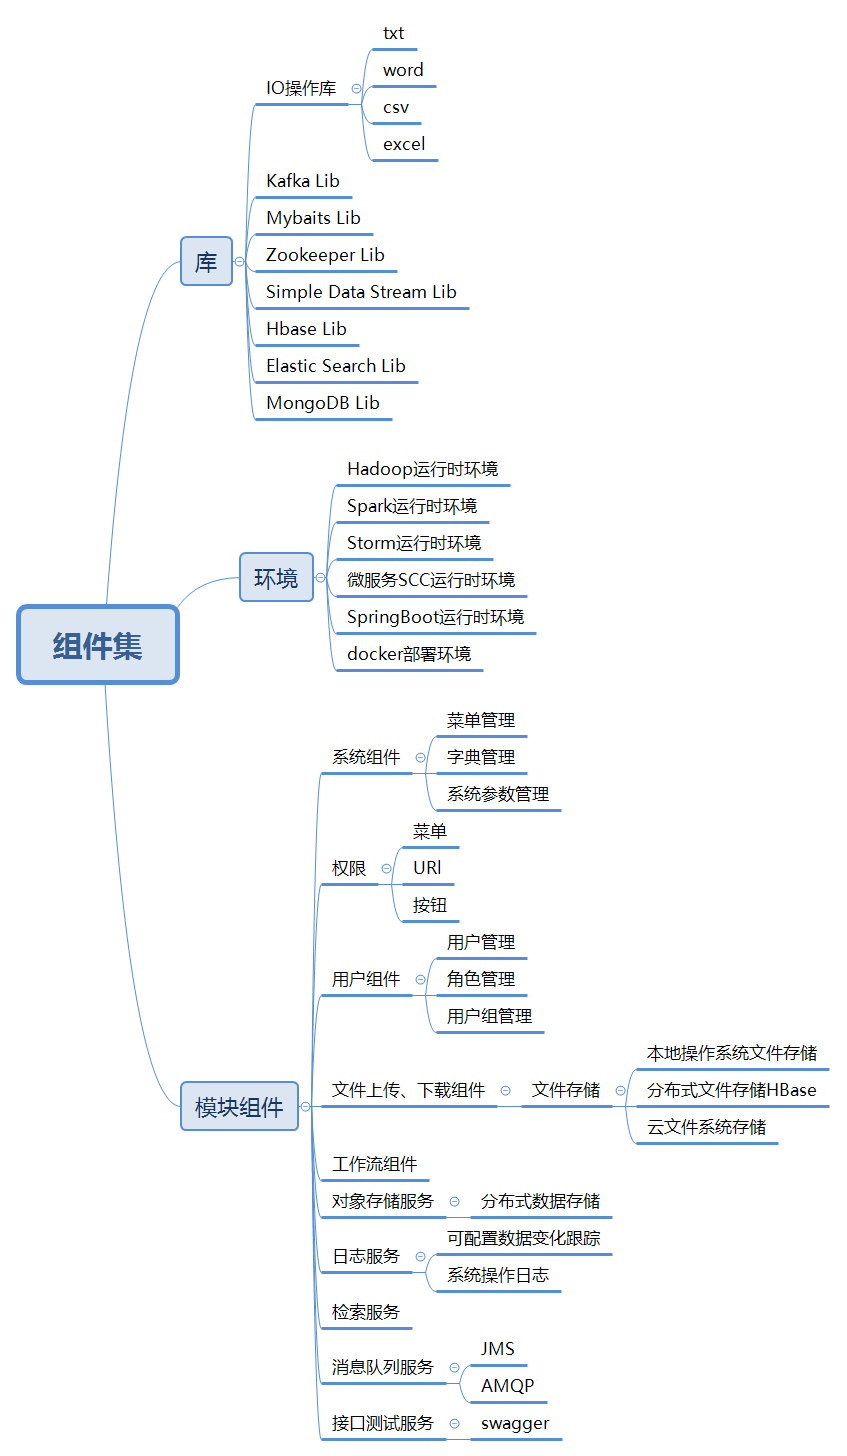 组件集
库
IO操作库
txt
word
csv
excel
Kafka Lib
Mybaits Lib
Zookeeper Lib
Simple Data Stream Lib
Hbase Lib
Elastic Search Lib
MongoDB Lib
环境
Hadoop运行时环境
Spark运行时环境
Storm运行时环境
微服务SCC运行时环境
SpringBoot运行时环境
docker部署环境
模块组件
系统组件
菜单管理
字典管理
系统参数管理
权限
菜单
URl
按钮
用户组件
用户管理
角色管理
用户组管理
文件上传、下载组件
文件存储
本地操作系统文件存储
分布式文件存储HBase
云文件系统存储
工作流组件
对象存储服务
分布式数据存储
日志服务
可配置数据变化跟踪
系统操作日志
检索服务
消息队列服务
JMS
AMQP
接口测试服务
swagger